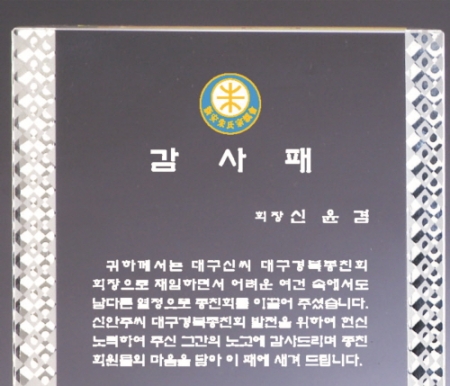 감 사 패
회장 신 윤 겸
귀하께서는 대구신씨 대구경북종친회
회장으로 재임하면서 어려운 여건 속에서도
남다른 열정으로 종친회를 이끌어 주셨습니다.
신안주씨 대구경북종친회 발전을 위하여 헌신
노력하여 주신 그간의 노고에 감사드리며 종친
회원들의 마음을 담아 이 패에 새겨 드립니다.